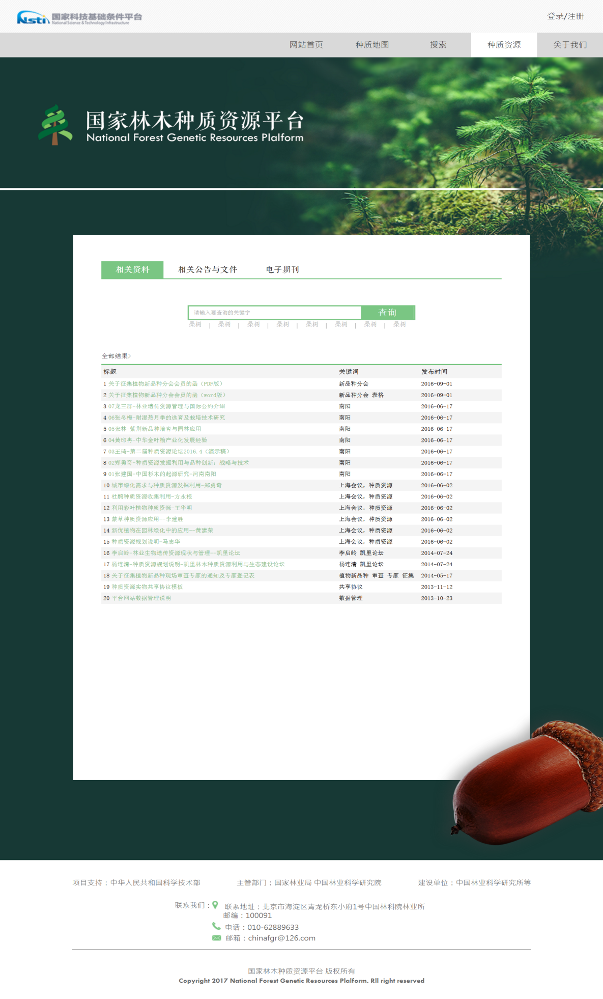 Nsti 国家科技基础条件平台
National Science & Technology Infrastructure
登录/注册
网站首页 种质地图 搜索 种质资源 关于我们
国家林木种质资源平台
National Forest Genetic Resources Plalform
相关资料 相关公告与文件 电子期刊
请输入要查询的关键字 查询
桑树 | 桑树 | 桑树 | 桑树 | 桑树 | 桑树 | 桑树 | 桑树
全部结果>
标题 关键词 发布时间
1 关于征集植物新品种分会会员的函（PDF版） 新品种分会 2016-09-01
2 关于征集植物新品种分会会员的函（word版） 新品种分会 表格 2016-09-01
3 07龙三群-林业遗传资源管理与国际公约介绍 南阳 2016-06-17
4 06张冬梅-耐湿热月季的选育及栽培技术研究 南阳 2016-06-17
5 05张林-紫荆新品种培育与园林应用 南阳 2016-06-17
6 04黄印冉-中华金叶榆产业化发展经验 南阳 2016-06-17
7 03王琦-第二届种质资源论坛2016.4（演示稿） 南阳 2016-06-17
8 02郑勇奇-种质资源发掘利用与品种创新：战略与技术 南阳 2016-06-17
9 01张建国-中国杉木的起源研究-河南南阳 南阳 2016-06-17
10 城市绿化需求与种质资源发掘利用-郑勇奇 上海会议，种质资源 2016-06-02
11 杜鹃种质资源收集利用-方永根 上海会议，种质资源 2016-06-02
12 利用彩叶植物种质资源-王华明 上海会议，种质资源 2016-06-02
13 蒙草种质资源应用--李建胜 上海会议，种质资源 2016-06-02
14 新优植物在园林绿化中的应用--黄建荣 上海会议，种质资源 2016-06-02
15 种质资源规划说明-马志华 上海会议，种质资源 2016-06-02
16 李启岭-林业生物遗传资源现状与管理--凯里论坛 李启岭 凯里论坛 2014-07-24
17 杨连清-种质资源规划说明-凯里林木种质资源利用与生态建设论坛 杨连清 凯里论坛 2014-07-24
18 关于征集植物新品种现场审查专家的通知及专家登记表 植物新品种 审查 专家 征集 2014-05-17
19 种质资源实物共享协议模板 共享协议 2013-11-12
20 平台网站数据管理说明 数据管理 2013-10-23
项目支持：中华人民共和国科学技术部 主管部门：国家林业局 中国林业科学研究院 建设单位：中国林业科学研究所等
联系我们： 联系地址：北京市海淀区青龙桥东小府1号中国林科院林业所
邮编：100091
电话：010-62889633
邮箱：chinafgr@126.com
国家林木种质资源平台 版权所有
Copyright 2017 National Forest Genetic Resources Plalform. Rll right reserved